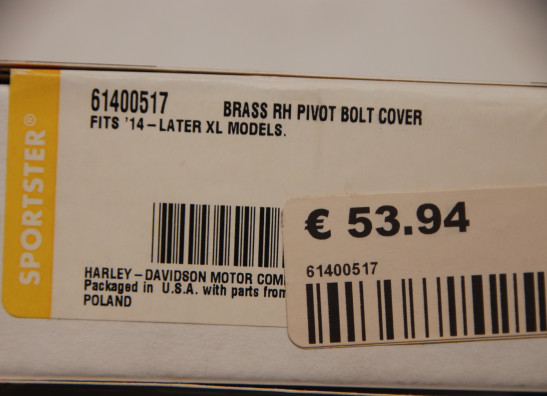 SPORTSTER®
61400517 BRASS RH PIVOT BOLT COVER
FITS '14-LATER XL MODELS.
HARLEY-DAVIDSON MOTOR
Packaged in U.S.A. with parts from
POLAND
€ 53.94
61400517